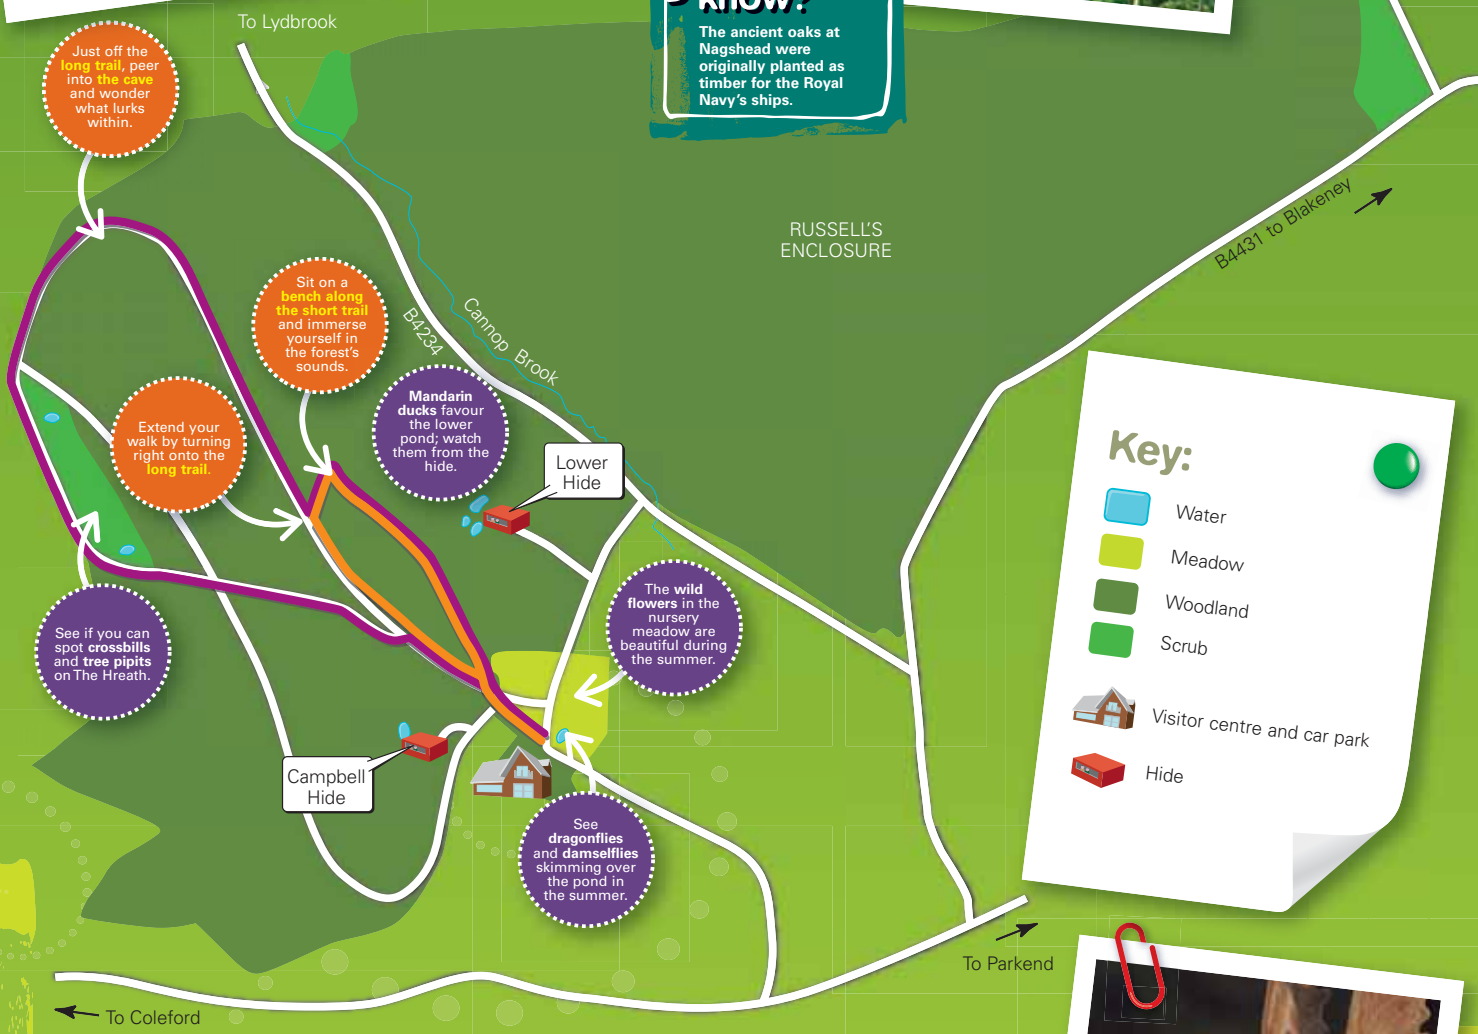 know?
The ancient oaks at
Nagshead were
originally planted as
timber for the Royal
Navy's ships.
To Lydbrook
Just off the
long trail, peer
into the cave
and wonder
what lurks
within.
RUSSELL'S
ENCLOSURE
B4431 to Blakeney
Sit on a
bench along
the short trail
and immerse
yourself in
the forest's
sounds.
B4234
Cannop Brook
Mandarin
ducks favour
the lower
pond; watch
them from the
hide.
Extend your
walk by turning
right onto the
long trail.
Lower
Hide
Key:
Water
Meadow
Woodland
Scrub
Visitor centre and car park
Hide
The wild
flowers in the
nursery
meadow are
beautiful during
the summer.
See if you can
spot crossbills
and tree pipits
on The Hreath.
Campbell
Hide
See
dragonflies
and damselflies
skimming over
the pond in
the summer.
To Parkend
To Coleford